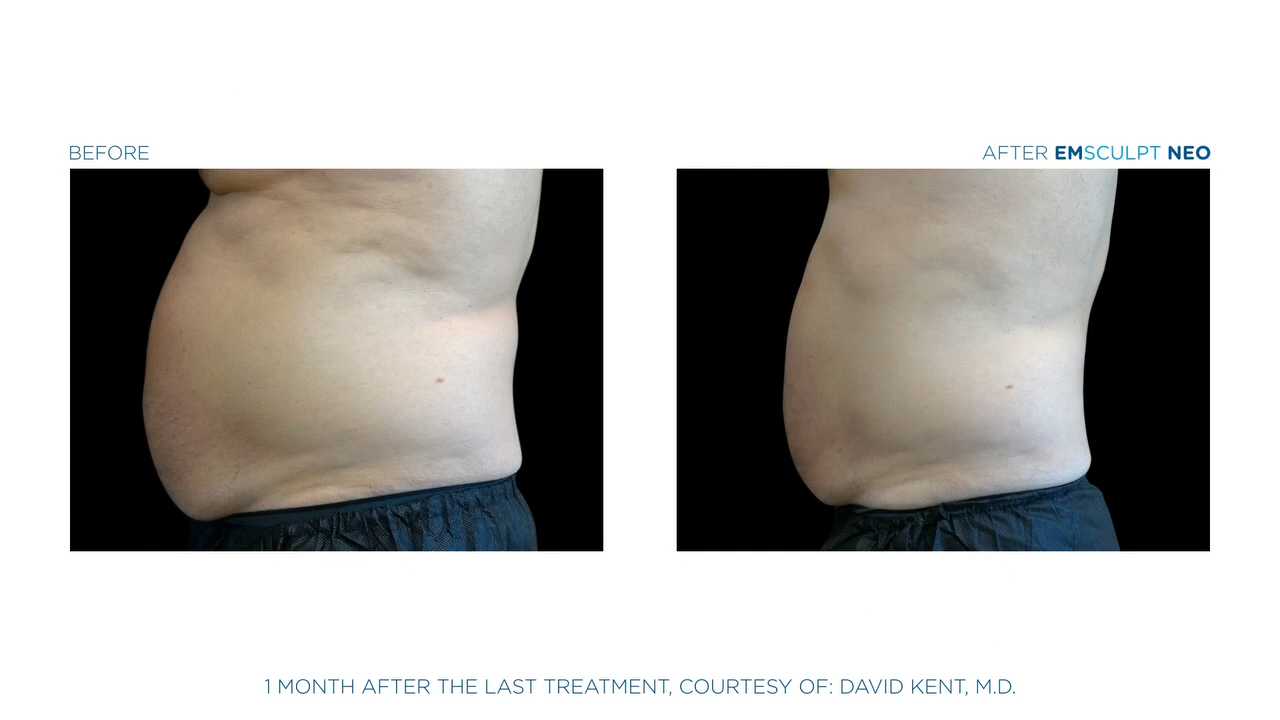 BEFORE
AFTER EMSCULPT NEO
1 MONTH AFTER THE LAST TREATMENT, COURTESY OF: DAVID KENT, M.D.